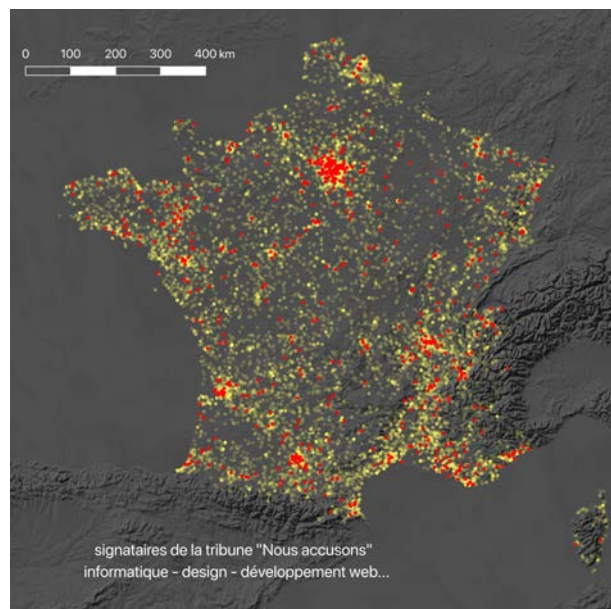 0 100 200 300 400 km
signataires de la tribune "Nous accusons"
informatique - design - développement web...